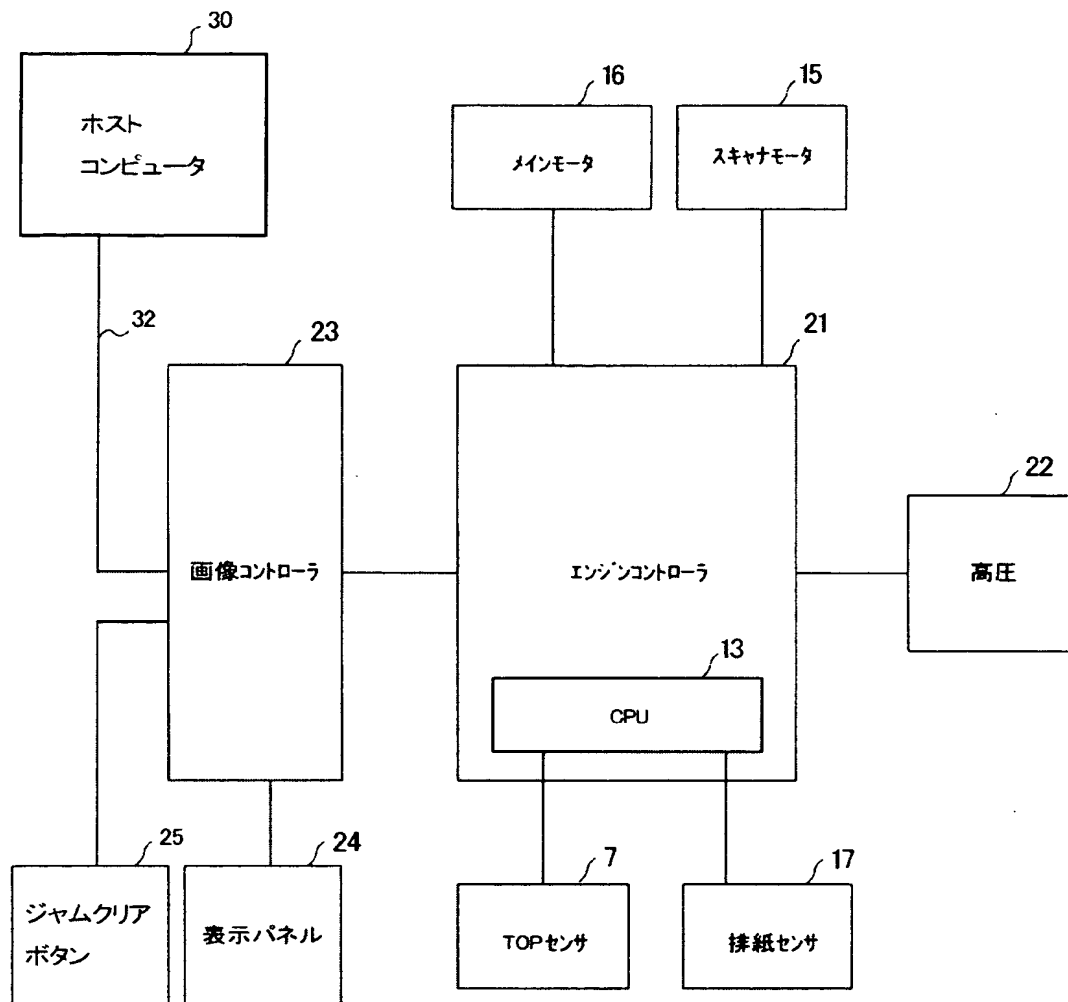 30
ホスト
コンピュータ
16
メインモータ
15
スキャナモータ
32
23
画像コントローラ
21
エンジンコントローラ
22
高圧
13
CPU
25
ジャムクリア
ボタン
24
表示パネル
7
TOPセンサ
17
排紙センサ